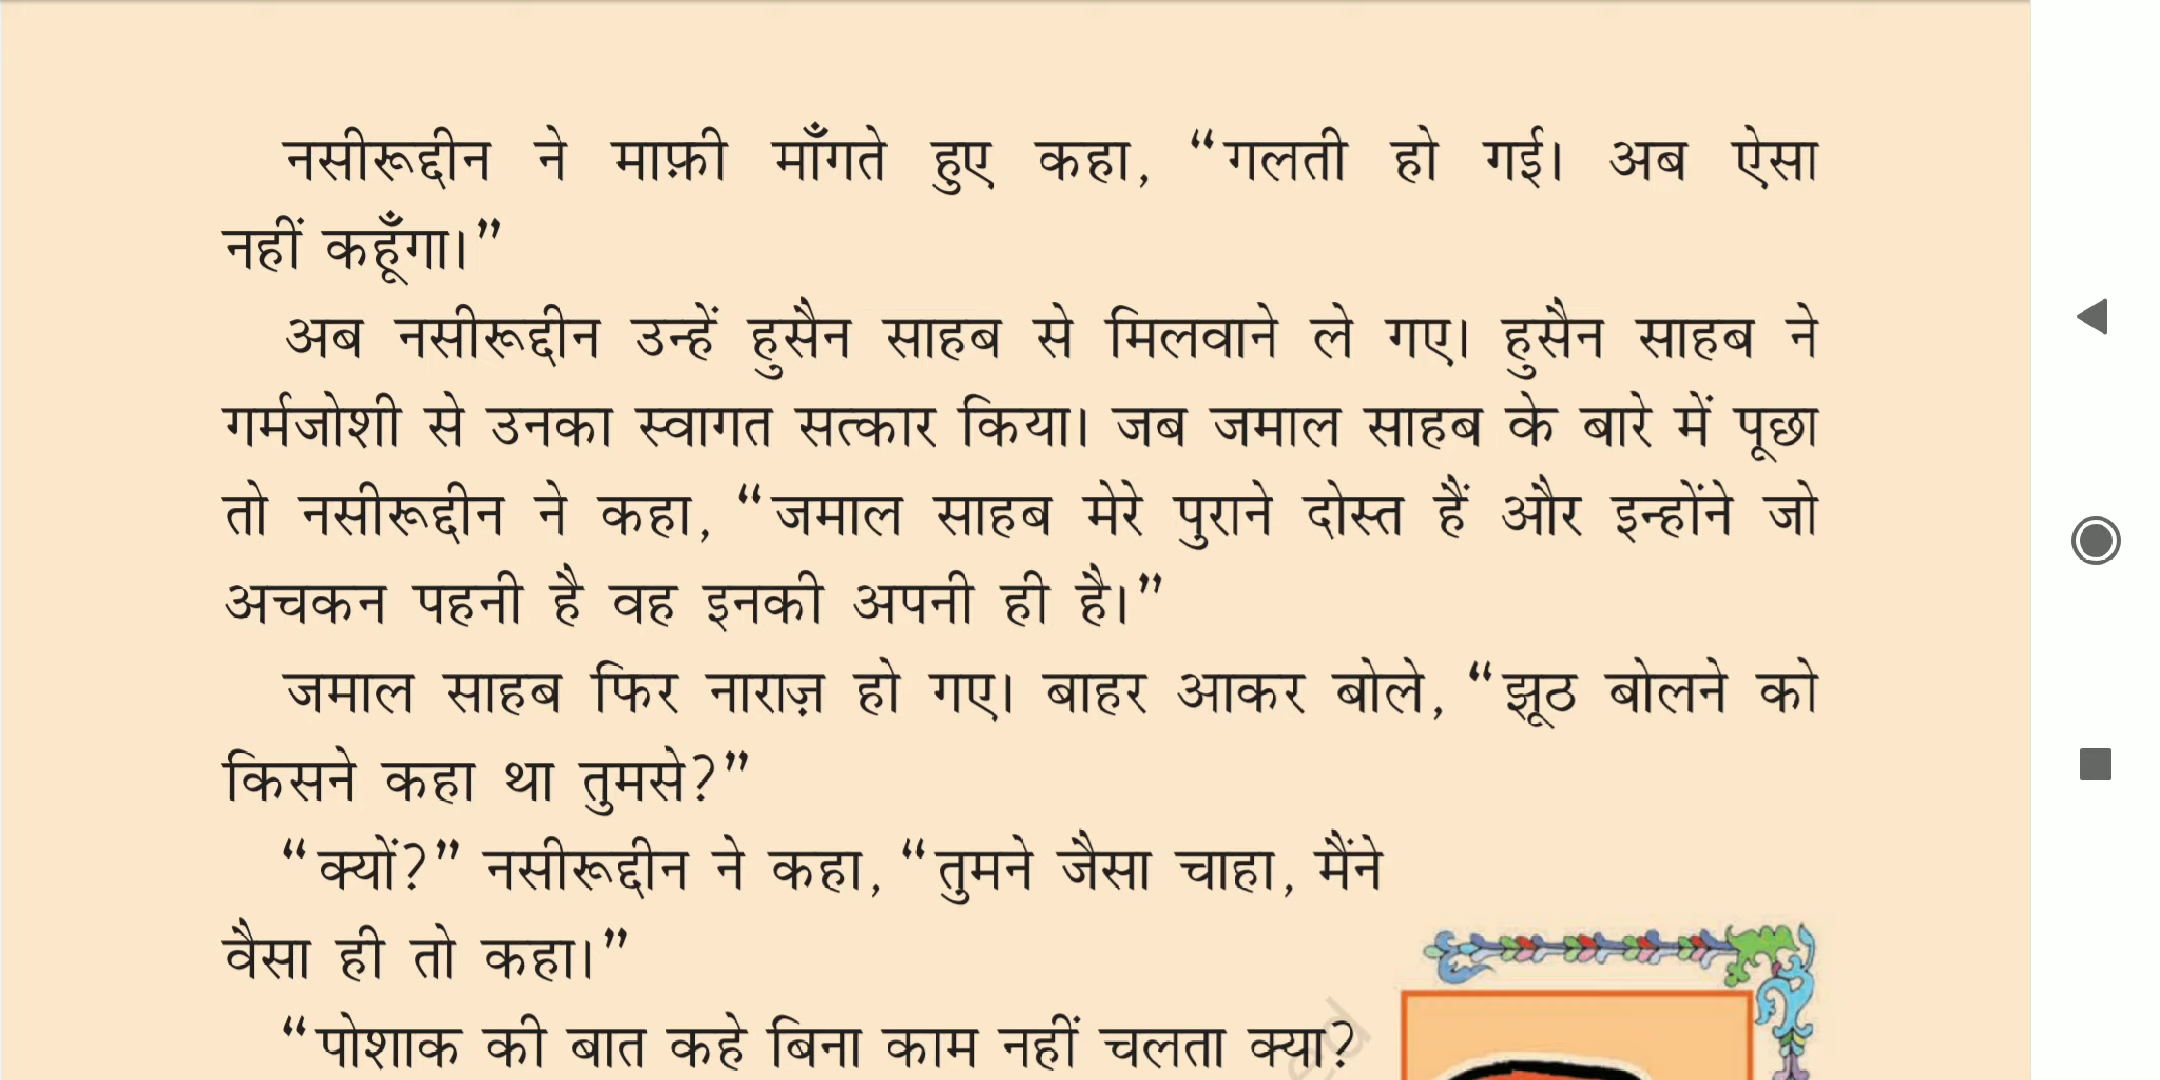 नसीरूद्दीन ने माफ़ी माँगते हुए कहा, “गलती हो गई। अब ऐसा
नहीं कहूँगा।”
अब नसीरूद्दीन उन्हें हुसैन साहब से मिलवाने ले गए। हुसैन साहब ने
गर्मजोशी से उनका स्वागत सत्कार किया। जब जमाल साहब के बारे में पूछा
तो नसीरूद्दीन ने कहा, “जमाल साहब मेरे पुराने दोस्त हैं और इन्होंने जो
अचकन पहनी है वह इनकी अपनी ही है।”
जमाल साहब फिर नाराज़ हो गए। बाहर आकर बोले, “झूठ बोलने को
किसने कहा था तुमसे?”
“क्यों?” नसीरूद्दीन ने कहा, “तुमने जैसा चाहा, मैंने
वैसा ही तो कहा।”
“पोशाक की बात कहे बिना काम नहीं चलता क्या?